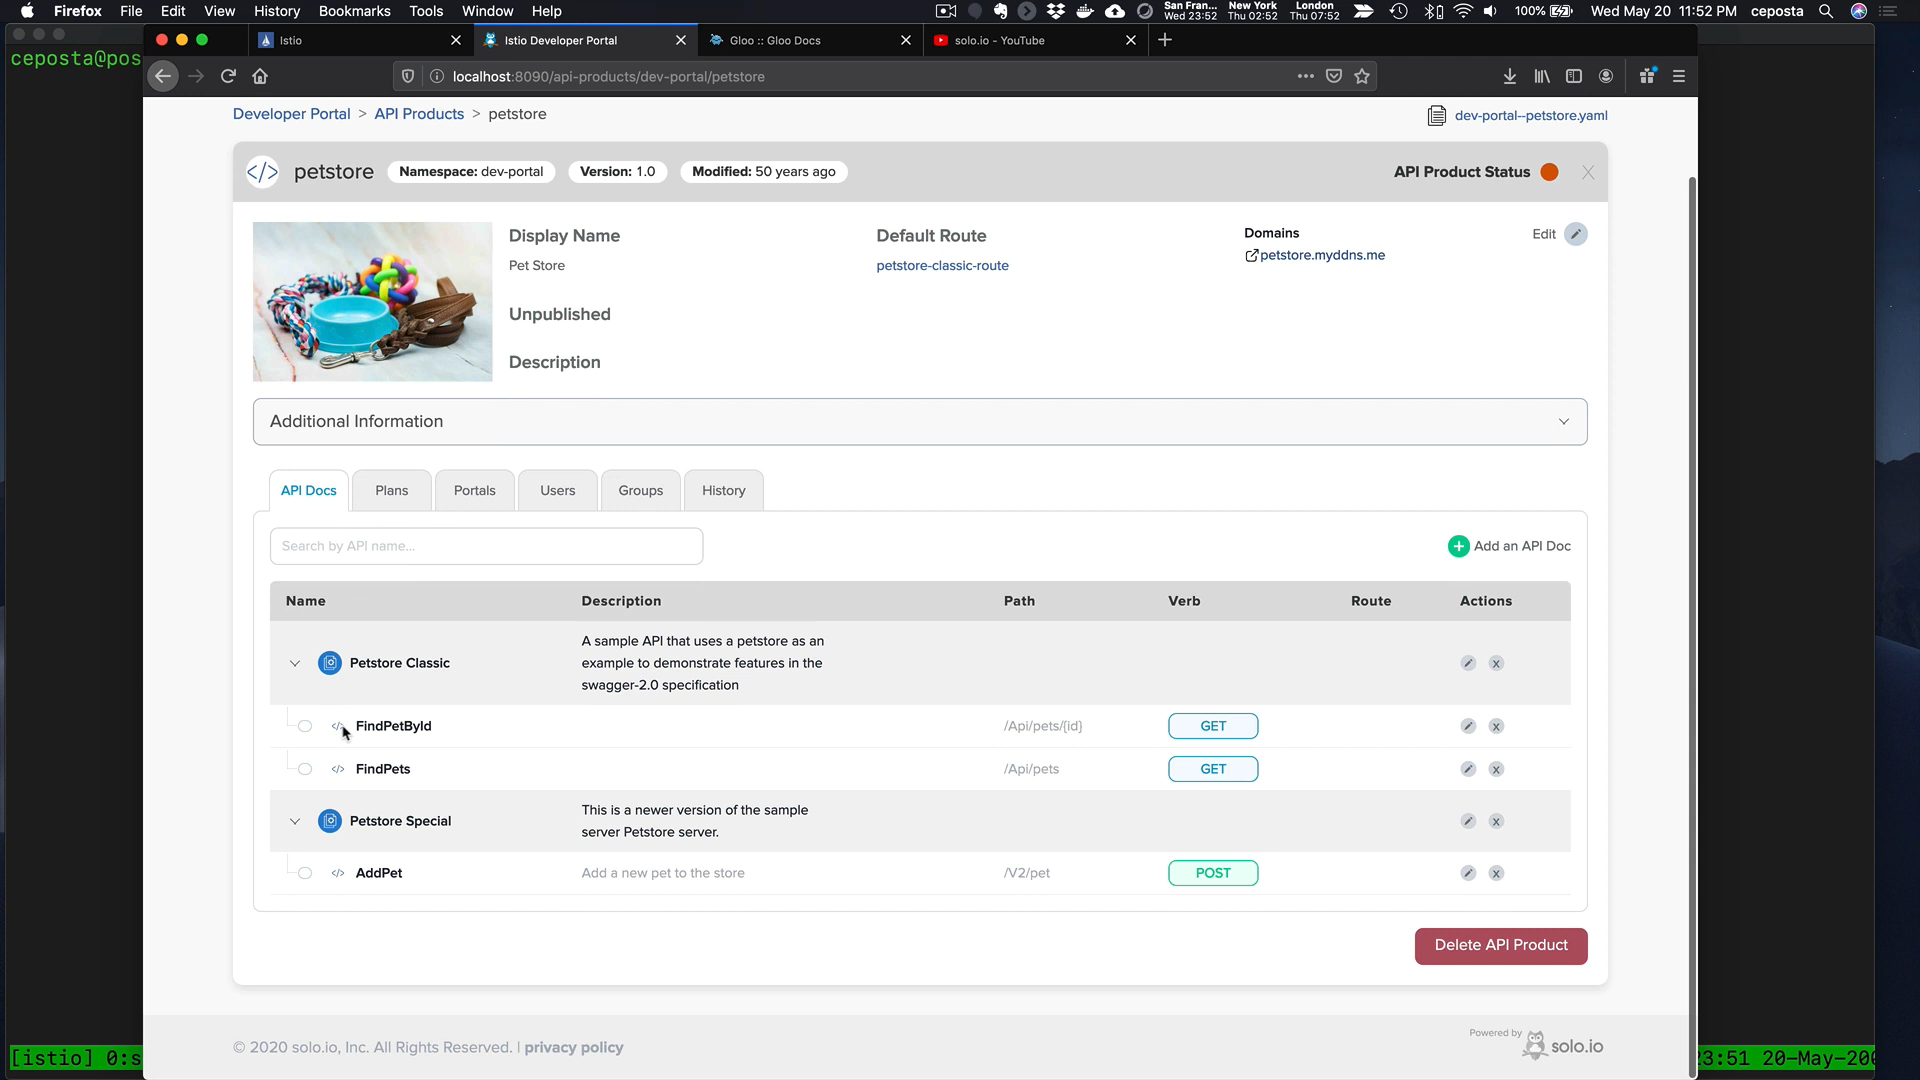 Firefox File Edit View History Bookmarks Tools Window Help
San Fran... Wed 23:52 New York Thu 02:52 London Thu 07:52 100% Wed May 20 11:52 PM ceposta
ceposta@pos
Istio
Istio Developer Portal
Gloo :: Gloo Docs
solo.io - YouTube
localhost:8090/api-products/dev-portal/petstore
Developer Portal > API Products > petstore
dev-portal--petstore.yaml
petstore Namespace: dev-portal Version: 1.0 Modified: 50 years ago API Product Status X
Display Name Default Route Domains Edit
Pet Store petstore-classic-route petstore.myddns.me
Unpublished
Description
Additional Information
API Docs Plans Portals Users Groups History
Search by API name... Add an API Doc
Name Description Path Verb Route Actions
Petstore Classic
A sample API that uses a petstore as an
example to demonstrate features in the
swagger-2.0 specification
FindPetById /Api/pets/{id} GET
FindPets /Api/pets GET
Petstore Special
This is a newer version of the sample
server Petstore server.
AddPet Add a new pet to the store /V2/pet POST
Delete API Product
© 2020 solo.io, Inc. All Rights Reserved. | privacy policy
Powered by solo.io
[istio] 0:s
23:51 20-May-200